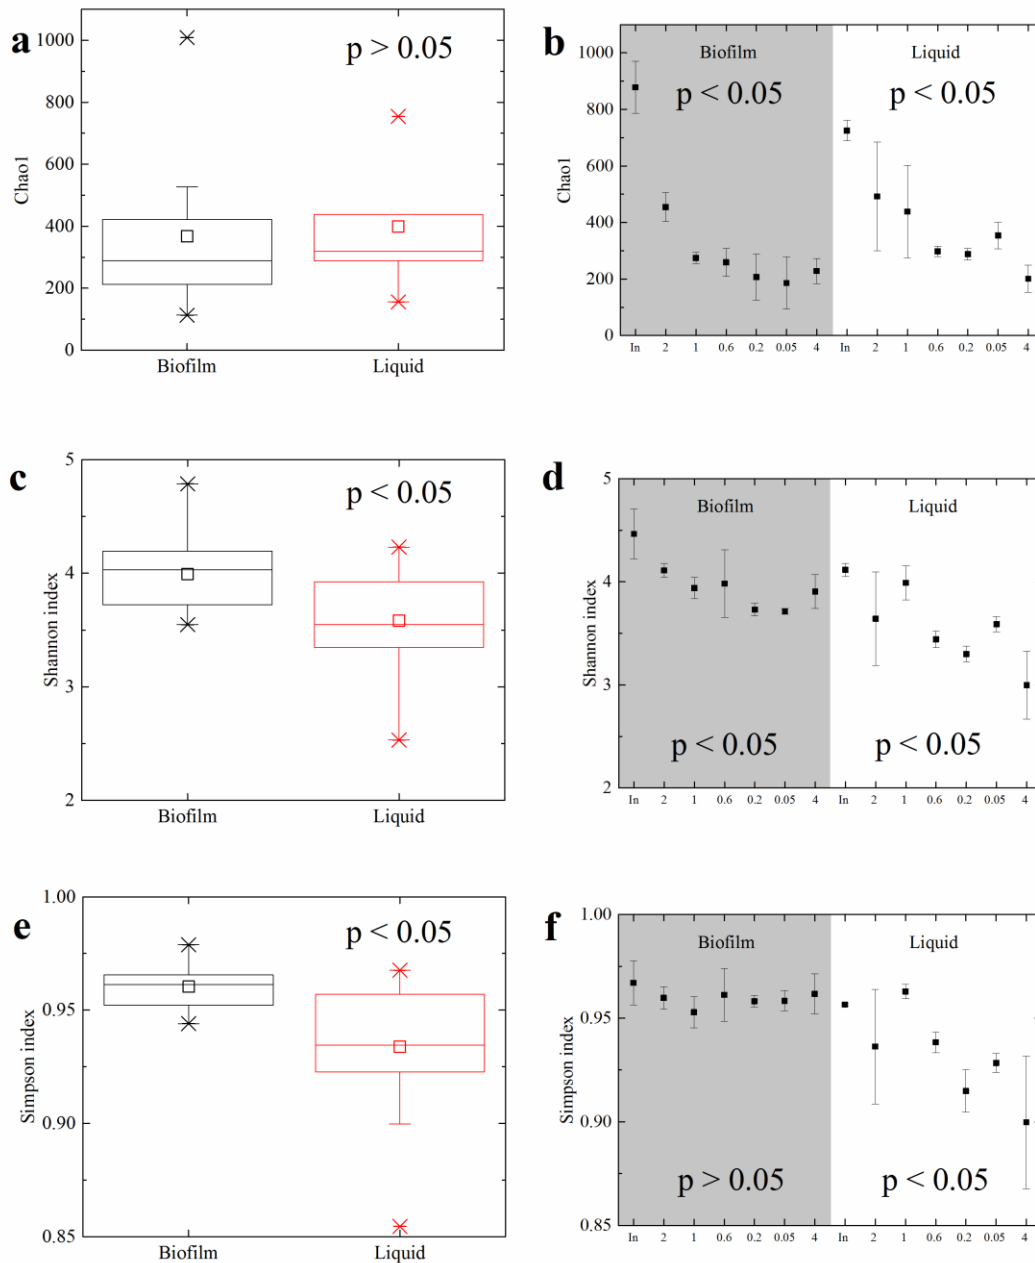 a
p > 0.05
1000
800
600
400
200
0
Chao1
Biofilm
Liquid
b
Biofilm
Liquid
p < 0.05
p < 0.05
1000
800
600
400
200
0
Chao1
In 2 1 0.6 0.2 0.05 4 In 2 1 0.6 0.2 0.05 4
c
p < 0.05
5
4
3
2
Shannon index
Biofilm
Liquid
d
Biofilm
Liquid
5
4
3
2
Shannon index
p < 0.05
p < 0.05
In 2 1 0.6 0.2 0.05 4 In 2 1 0.6 0.2 0.05 4
e
p < 0.05
1.00
0.95
0.90
0.85
Simpson index
Biofilm
Liquid
f
Biofilm
Liquid
1.00
0.95
0.90
0.85
Simpson index
p > 0.05
p < 0.05
In 2 1 0.6 0.2 0.05 4 In 2 1 0.6 0.2 0.05 4